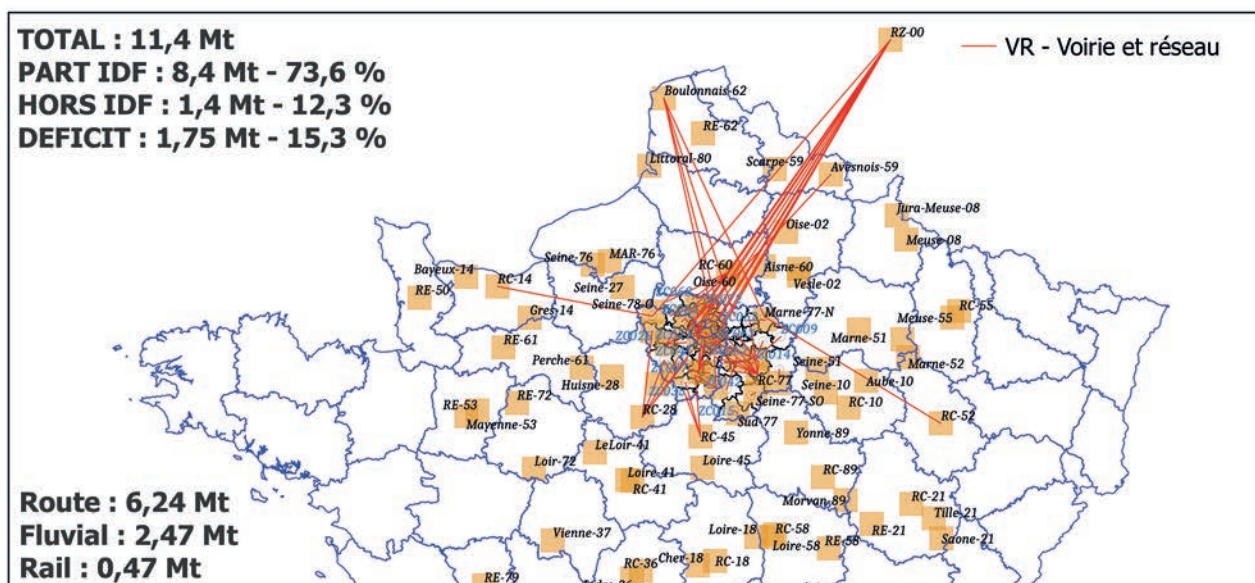 TOTAL : 11,4 Mt
PART IDF : 8,4 Mt - 73,6 %
HORS IDF : 1,4 Mt - 12,3 %
DEFICIT : 1,75 Mt - 15,3 %
RZ-00
VR - Voirie et réseau
Boulonnais-62
RE-62
Littoral-80
Scarpe-59
Avesnois-59
Jura-Meuse-08
Oise-02
Meuse-08
Seine-76
MAR-76
RC-60
Aisne-60
Bayeux-14
RC-14
Oise-60
Vesle-02
RE-50
Seine-27
Seine-78-O
Marne-77-N
RC-55
Gres-14
Meuse-55
ZC009
Marne-51
RE-61
Seine-51
Marne-52
Perche-61
Huisne-28
RC-77
Seine-10
Aube-10
RE-53
RE-72
RC-28
Seine-77-SO
RC-10
RC-52
Mayenne-53
ZC015
Sud-77
RC-45
Yonne-89
LeLoir-41
Loir-72
Loire-41
Loire-45
RC-89
RC-41
Morvan-89
RC-21
Tille-21
Route : 6,24 Mt
Fluvial : 2,47 Mt
Rail : 0,47 Mt
Vienne-37
Loire-18
RC-58
RE-21
Saone-21
Loire-58
RE-58
Cher-18
RC-18
RC-36
RE-79